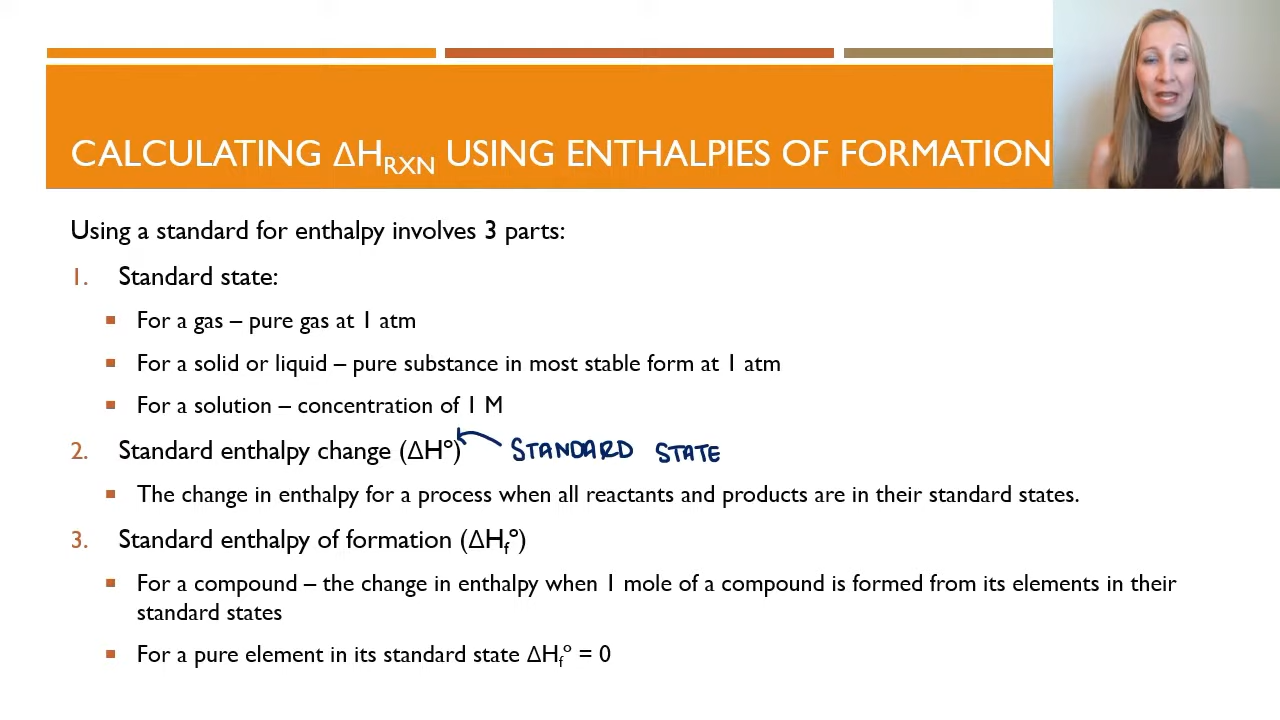 CALCULATING ΔH_RXN USING ENTHALPIES OF FORMATION
Using a standard for enthalpy involves 3 parts:
1. Standard state:
▪ For a gas – pure gas at 1 atm
▪ For a solid or liquid – pure substance in most stable form at 1 atm
▪ For a solution – concentration of 1 M
2. Standard enthalpy change (ΔHº) STANDARD STATE
▪ The change in enthalpy for a process when all reactants and products are in their standard states.
3. Standard enthalpy of formation (ΔH_fº)
▪ For a compound – the change in enthalpy when 1 mole of a compound is formed from its elements in their
standard states
▪ For a pure element in its standard state ΔH_fº = 0